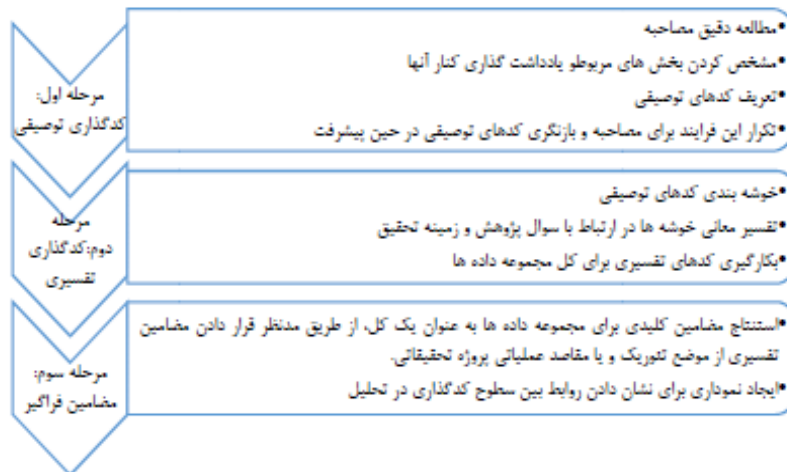 مرحله اول:
کدگذاری توصیفی
•مطالعه دقیق مصاحبه
•مشخص کردن بخش های مربوطو یادداشت گذاری کنار آنها
•تعریف کدهای توصیفی
•تکرار این فرایند برای مصاحبه و بازنگری کدهای توصیفی در حین پیشرفت
مرحله
دوم:کدگذاری
تفسیری
•خوشه بندی کدهای توصیفی
•تفسیر معانی خوشه ها در ارتباط با سوال پژوهش و زمینه تحقیق
•بکارگیری کدهای تفسیری برای کل مجموعه داده ها
مرحله سوم:
مضامین فراگیر
•استنتاج مضامین کلیدی برای مجموعه داده ها به عنوان یک کل، از طریق مدنظر قرار دادن مضامین
تفسیری از موضع تئوریک و یا مقاصد عملیاتی پروژه تحقیقاتی.
•ایجاد نموداری برای نشان دادن روابط بین سطوح کدگذاری در تحلیل